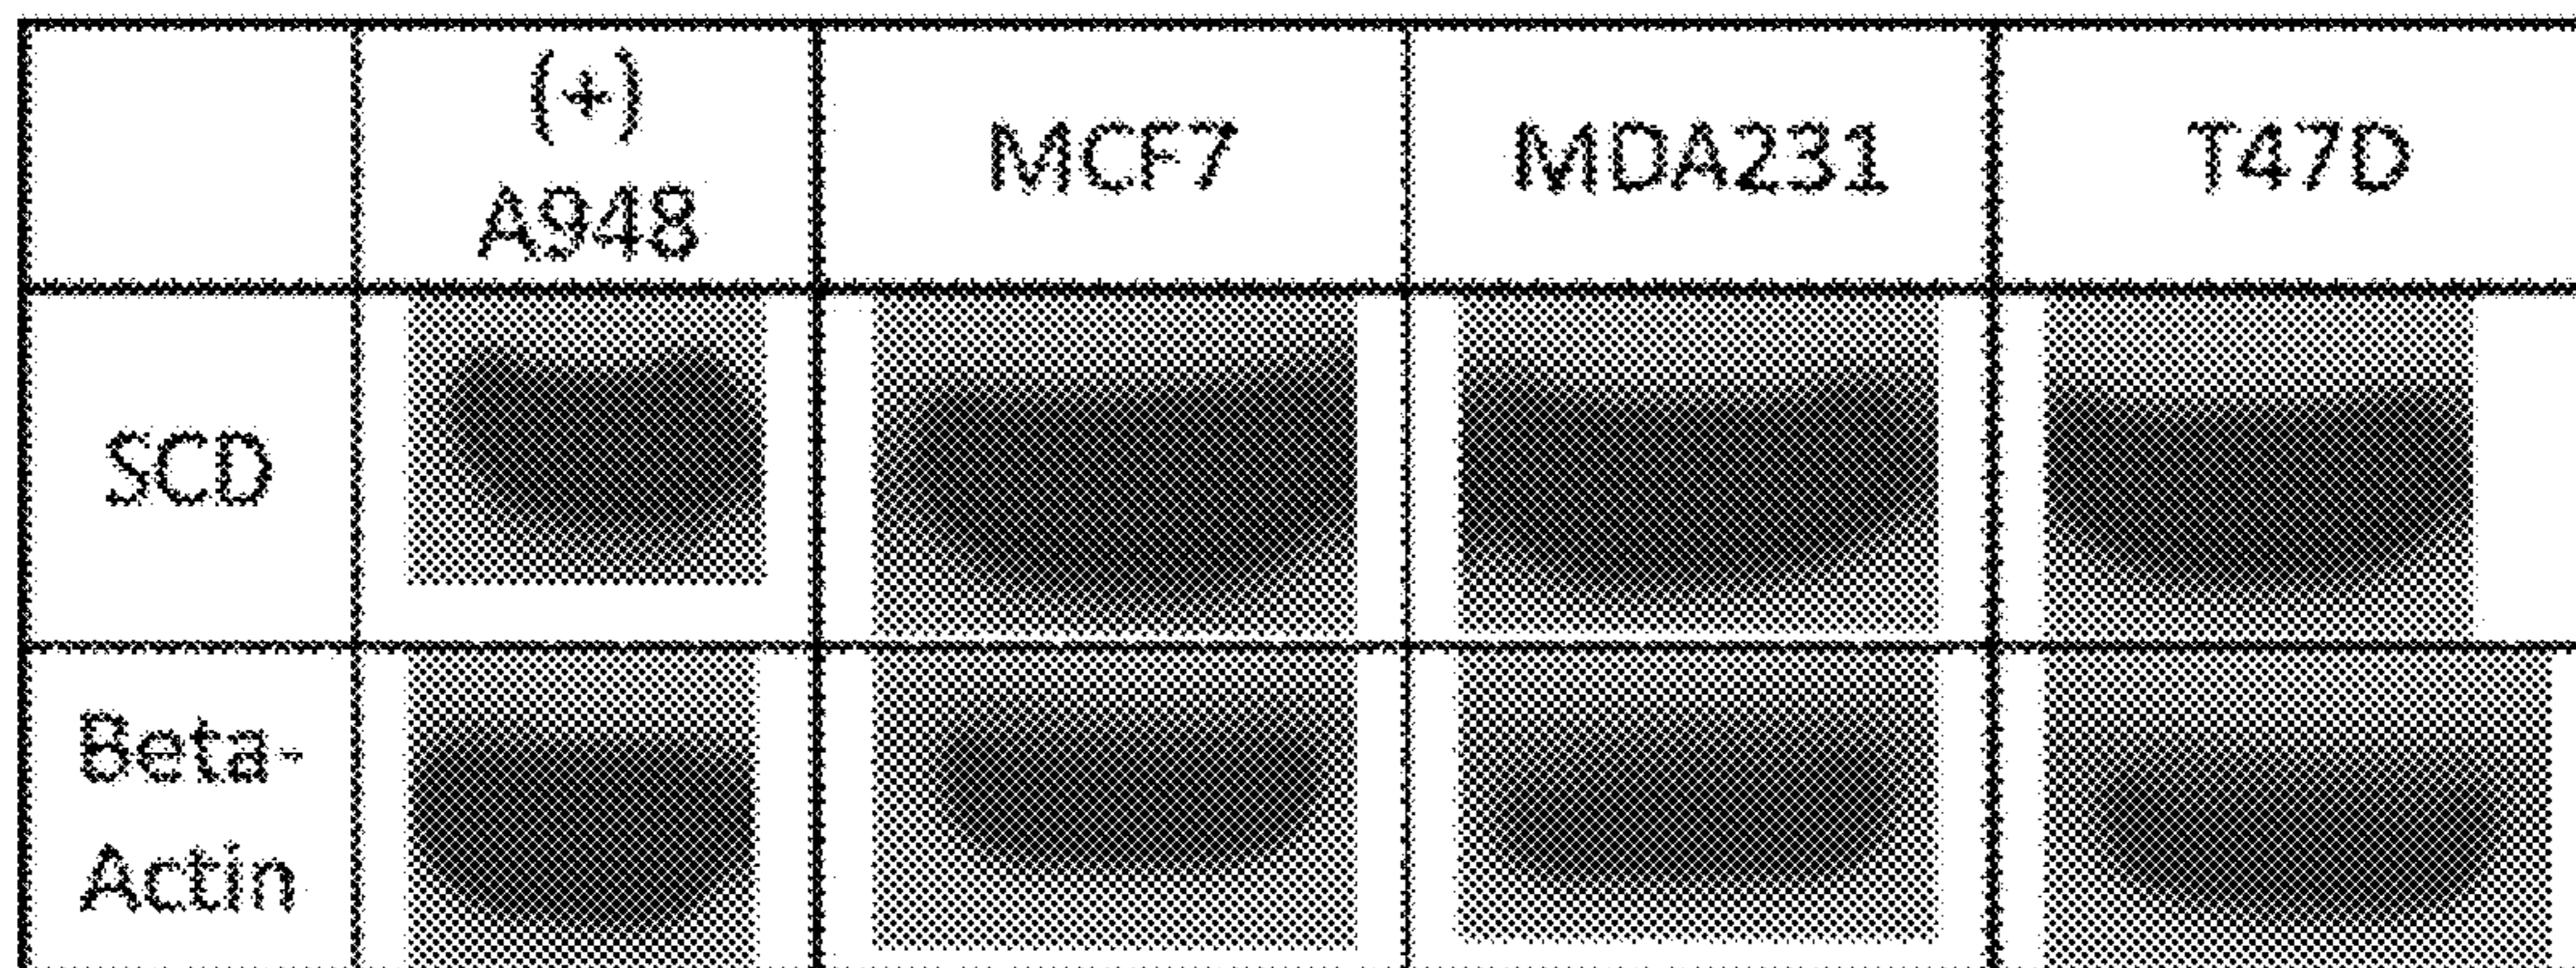 (+)
A948
MCF7
MDA231
T47D
SCD
Beta-
Actin